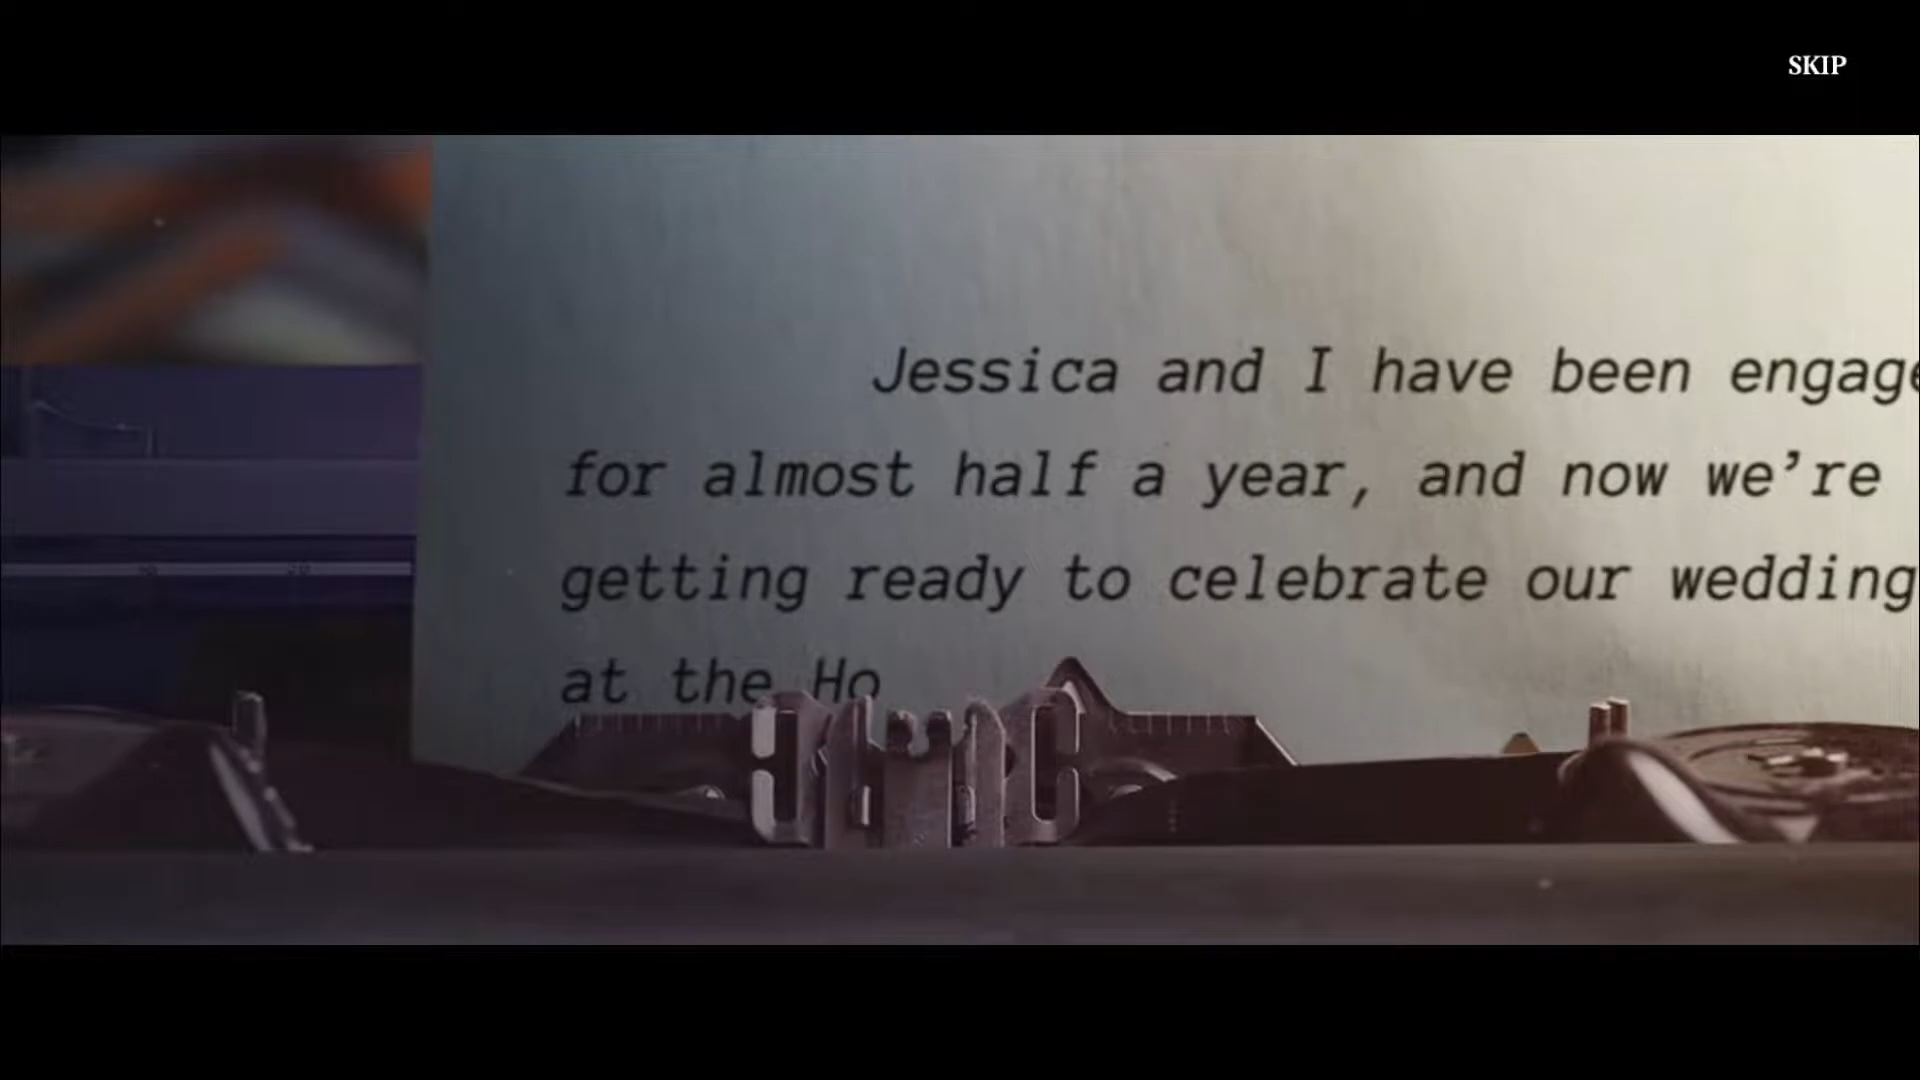 SKIP
Jessica and I have been engage
for almost half a year, and now we’re
getting ready to celebrate our wedding
at the Ho